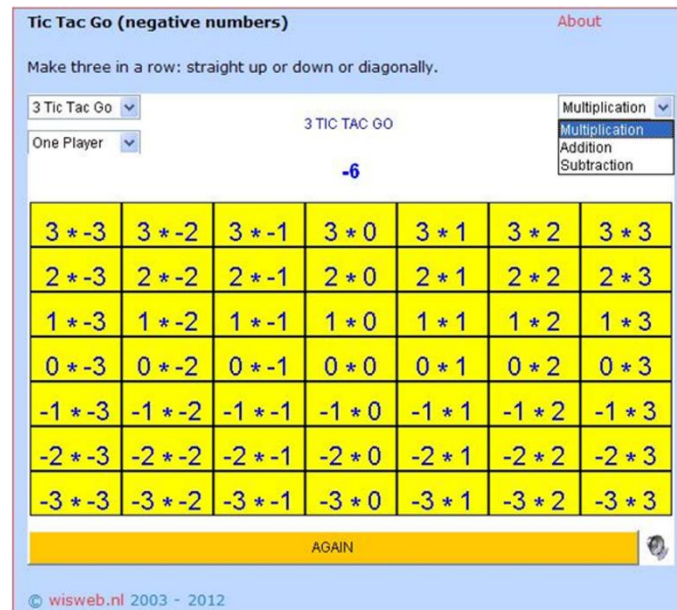 Tic Tac Go (negative numbers) About
Make three in a row: straight up or down or diagonally.
3 Tic Tac Go 3 TIC TAC GO Multiplication
One Player Multiplication
Addition
Subtraction
-6
3 * -3 3 * -2 3 * -1 3 * 0 3 * 1 3 * 2 3 * 3
2 * -3 2 * -2 2 * -1 2 * 0 2 * 1 2 * 2 2 * 3
1 * -3 1 * -2 1 * -1 1 * 0 1 * 1 1 * 2 1 * 3
0 * -3 0 * -2 0 * -1 0 * 0 0 * 1 0 * 2 0 * 3
-1 * -3 -1 * -2 -1 * -1 -1 * 0 -1 * 1 -1 * 2 -1 * 3
-2 * -3 -2 * -2 -2 * -1 -2 * 0 -2 * 1 -2 * 2 -2 * 3
-3 * -3 -3 * -2 -3 * -1 -3 * 0 -3 * 1 -3 * 2 -3 * 3
AGAIN
© wisweb.nl 2003 - 2012